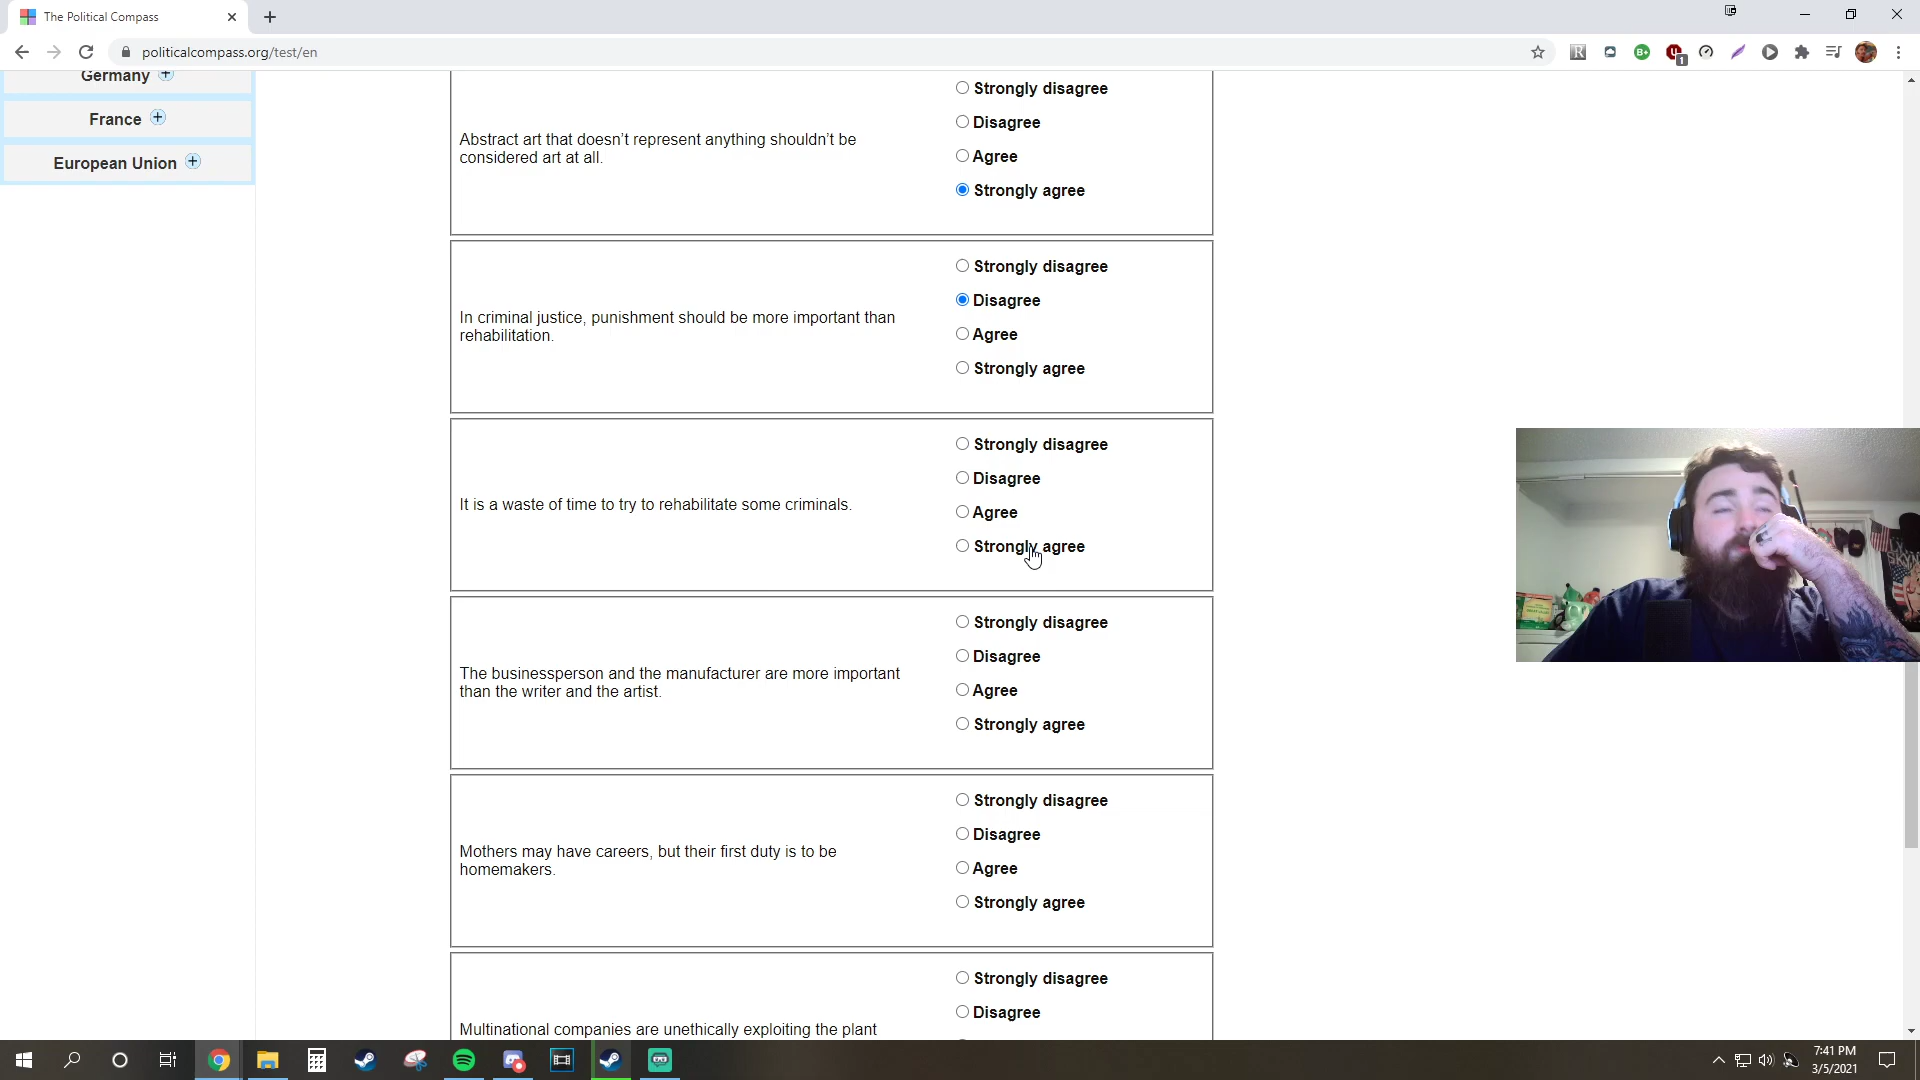 The Political Compass
politicalcompass.org/test/en
1
Germany
France
European Union
Strongly disagree
Disagree
Abstract art that doesn't represent anything shouldn't be
considered art at all.
Agree
Strongly agree
Strongly disagree
Disagree
In criminal justice, punishment should be more important than
rehabilitation.
Agree
Strongly agree
Strongly disagree
Disagree
It is a waste of time to try to rehabilitate some criminals.
Agree
Strongly agree
Strongly disagree
Disagree
The businessperson and the manufacturer are more important
than the writer and the artist.
Agree
Strongly agree
Strongly disagree
Disagree
Mothers may have careers, but their first duty is to be
homemakers.
Agree
Strongly agree
Strongly disagree
Disagree
Multinational companies are unethically exploiting the plant
7:41 PM
3/5/2021